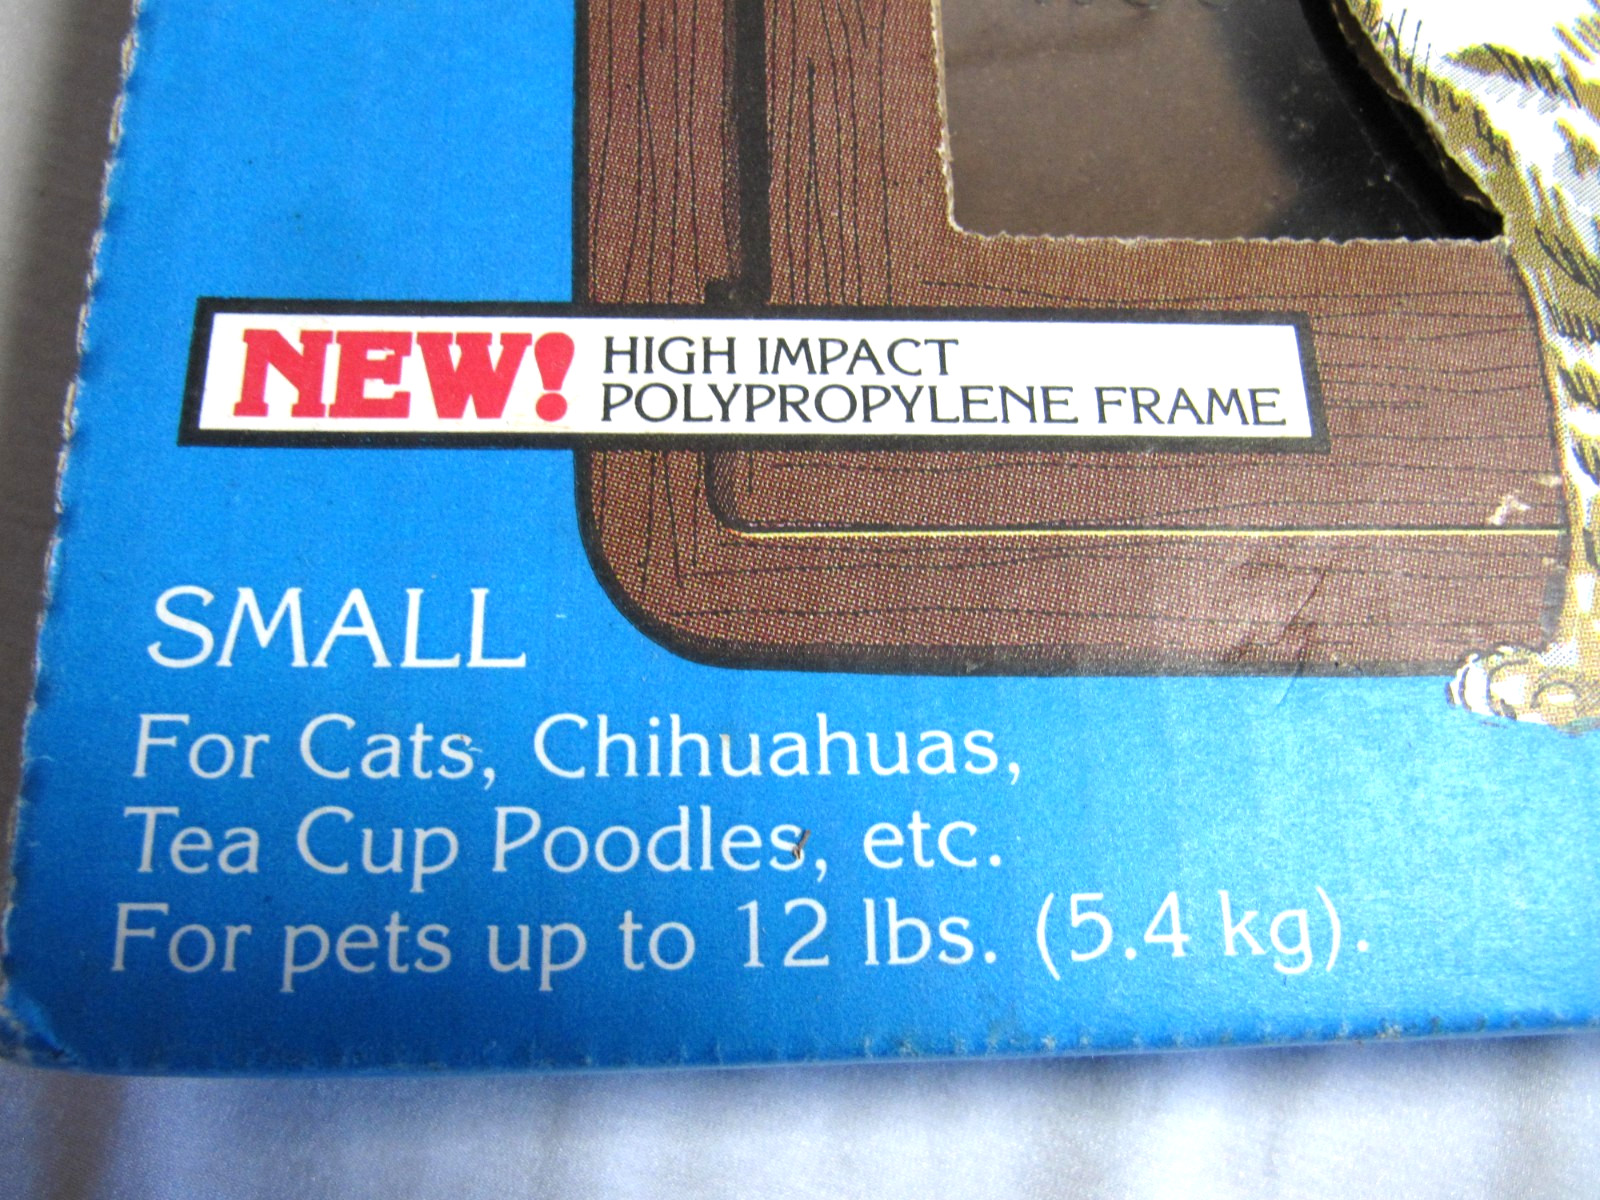 NEW! HIGH IMPACT
POLYPROPYLENE FRAME
SMALL
For Cats, Chihuahuas,
Tea Cup Poodles, etc.
For pets up to 12 lbs. (5.4 kg).